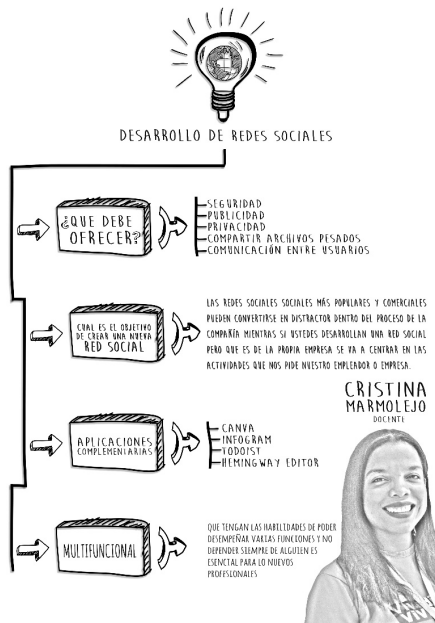 DESARROLLO DE REDES SOCIALES
¿QUE DEBE
OFRECER?
SEGURIDAD
PUBLICIDAD
PRIVACIDAD
COMPARTIR ARCHIVOS PESADOS
COMUNICACIÓN ENTRE USUARIOS
CUAL ES EL OBJETIVO
DE CREAR UNA NUEVA
RED SOCIAL
LAS REDES SOCIALES SOCIALES MÁS POPULARES Y COMERCIALES
PUEDEN CONVERTIRSE EN DISTRACTOR DENTRO DEL PROCESO DE LA
COMPAÑÍA MIENTRAS SI USTEDES DESARROLLAN UNA RED SOCIAL
PERO QUE ES DE LA PROPIA EMPRESA SE VA A CENTRAR EN LAS
ACTIVIDADES QUE NOS PIDE NUESTRO EMPLEADOR O EMPRESA.
CRISTINA
MARMOLEJO
DOCENTE
APLICACIONES
COMPLEMENTARIAS
CANVA
INFOGRAM
TODOISY
HEMINGWAY EDITOR
MULTIFUNCIONAL
QUE TENGAN LAS HABILIDADES DE PODER
DESEMPEÑAR VARIAS FUNCIONES Y NO
DEPENDER SIEMPRE DE ALGUIEN ES
ESENCIAL PARA LO NUEVOS
PROFESIONALES